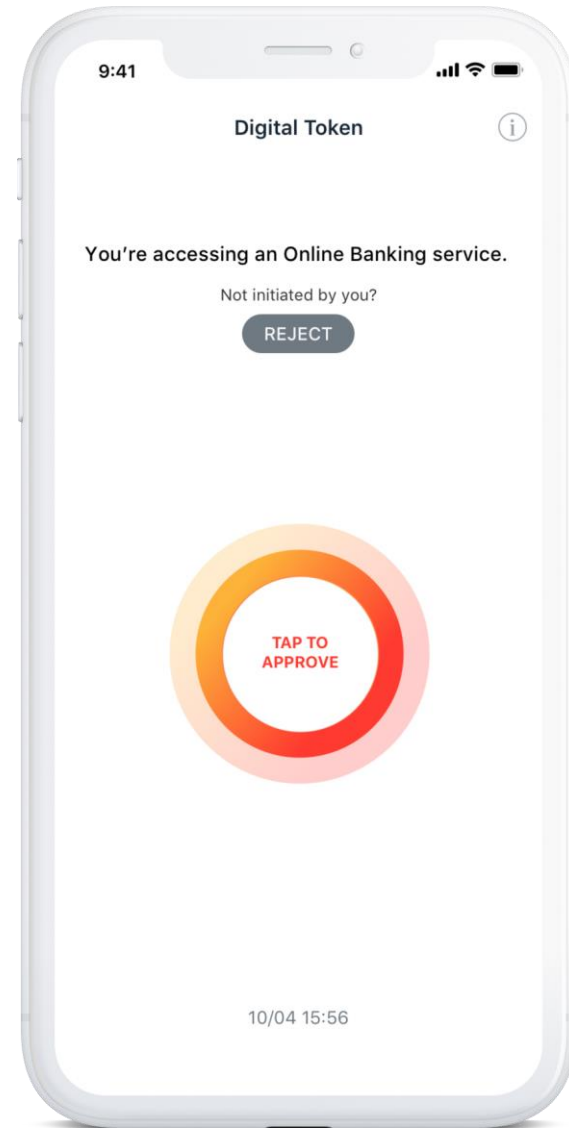 9:41
Digital Token
i
You're accessing an Online Banking service.
Not initiated by you?
REJECT
TAP TO
APPROVE
10/04 15:56